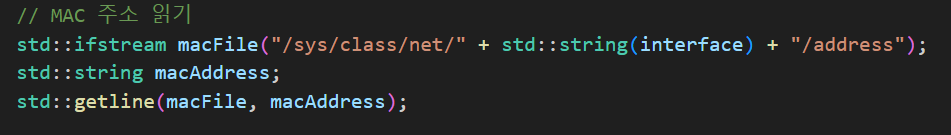 // MAC 주소 읽기
std::ifstream macFile("/sys/class/net/" + std::string(interface) + "/address");
std::string macAddress;
std::getline(macFile, macAddress);